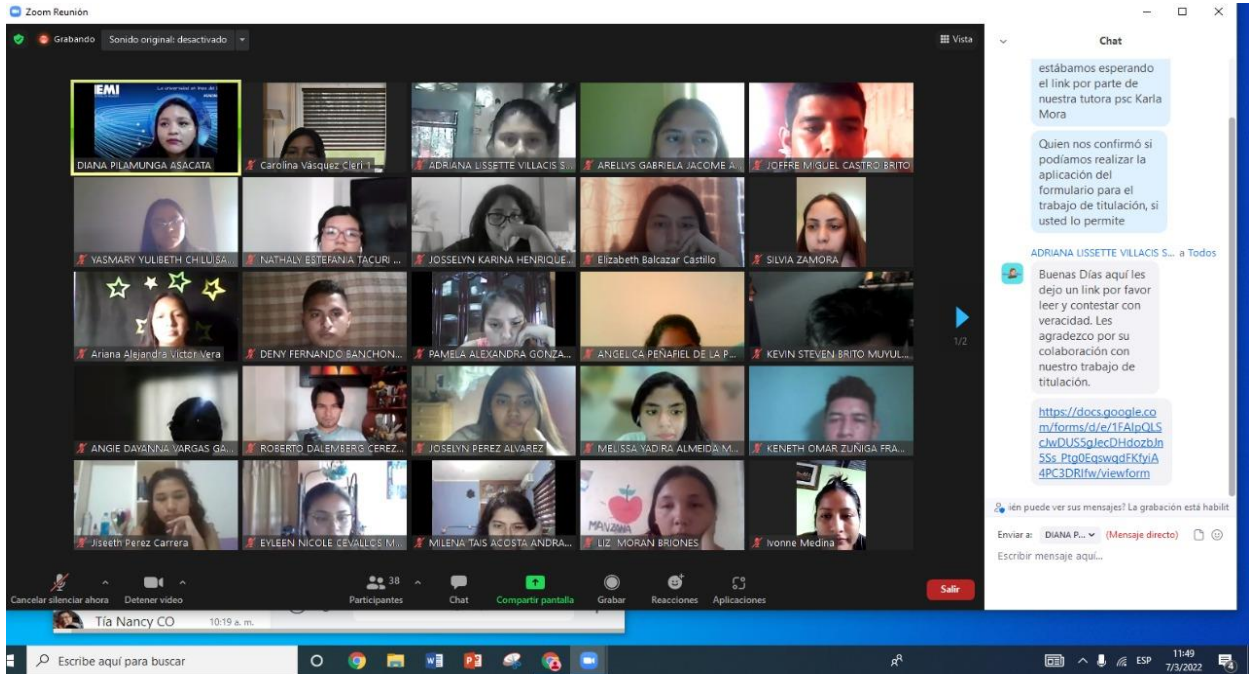 Zoom Reunión
Grabando Sonido original: desactivado
Vista
EMI
La universidad al mes de
DIANA PILAMUNGA ASACATA
Carolina Vásquez Cleri 1
ADRIANA LISSETTE VILLACIS S...
ARELLYS GABRIELA JACOME A...
JOFFRE MIGUEL CASTRO BRITO
YASMARY YULIBETH CHILUISA...
NATHALY ESTEFANIA TACURI ...
JOSSELYN KARINA HENRIQUE...
Elizabeth Balcazar Castillo
SILVIA ZAMORA
Ariana Alejandra Victor Vera
DENY FERNANDO BANCHON...
PAMELA ALEXANDRA GONZA...
ANGELICA PEÑAFIEL DE LA P...
KEVIN STEVEN BRITO MUYUL...
1/2
ANGIE DAYANNA VARGAS GA...
ROBERTO DALEMBERG CEREZ...
JOSELYN PEREZ ALVAREZ
MELISSA YADIRA ALMEIDA M...
KENETH OMAR ZUÑIGA FRA...
MANZANA
Jiseeth Perez Carrera
EYLEEN NICOLE CEVALLOS M...
MILENA TAIS ACOSTA ANDRA...
LIZ MORAN BRIONES
Ivonne Medina
Cancelar silenciar ahora
Detener video
38
Participantes
Chat
Compartir pantalla
Grabar
Reacciones
Aplicaciones
Salir
Chat
estábamos esperando
el link por parte de
nuestra tutora psc Karla
Mora
Quien nos confirmó si
podíamos realizar la
aplicación del
formulario para el
trabajo de titulación, si
usted lo permite
ADRIANA LISSETTE VILLACIS S... a Todos
Buenas Días aquí les
dejo un link por favor
leer y contestar con
veracidad. Les
agradezco por su
colaboración con
nuestro trabajo de
titulación.
https://docs.google.co
m/forms/d/e/1FAIpQLS
cJwDUS5gJecDHdozbJn
5Ss_Ptg0EqswqdFKfyjA
4PC3DRIfw/viewform
ién puede ver sus mensajes? La grabación está habilit
Enviar a: DIANA P... (Mensaje directo)
Escribir mensaje aquí...
Tía Nancy CO 10:19 a. m.
Escribe aquí para buscar
ESP
11:49
7/3/2022
4